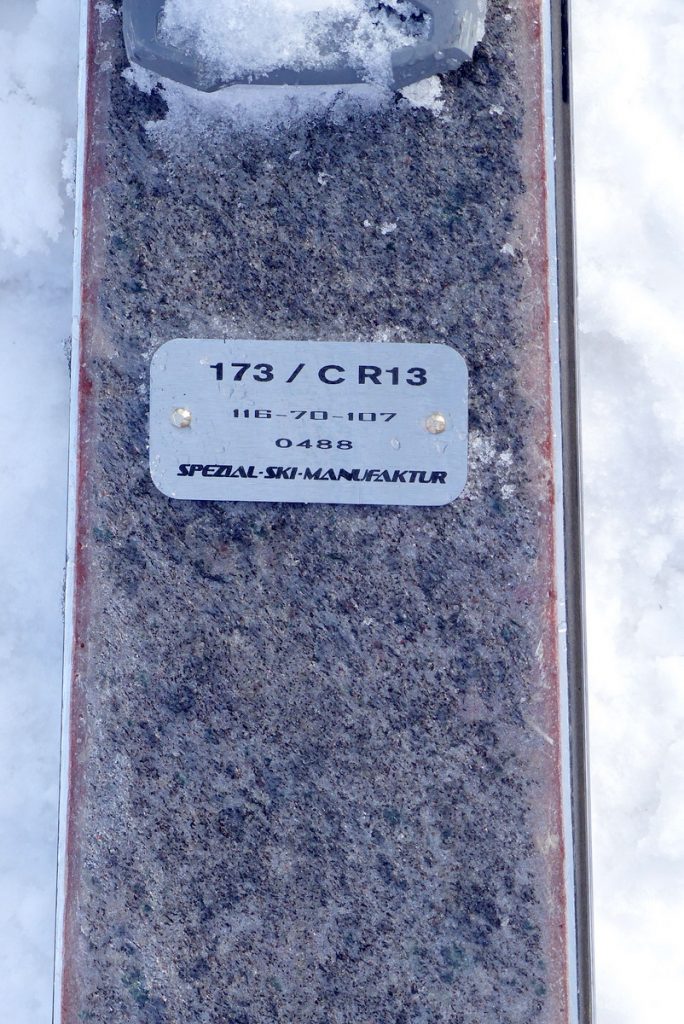 173 / C R13
116-70-107
0488
SPEZIAL-SKI-MANUFAKTUR